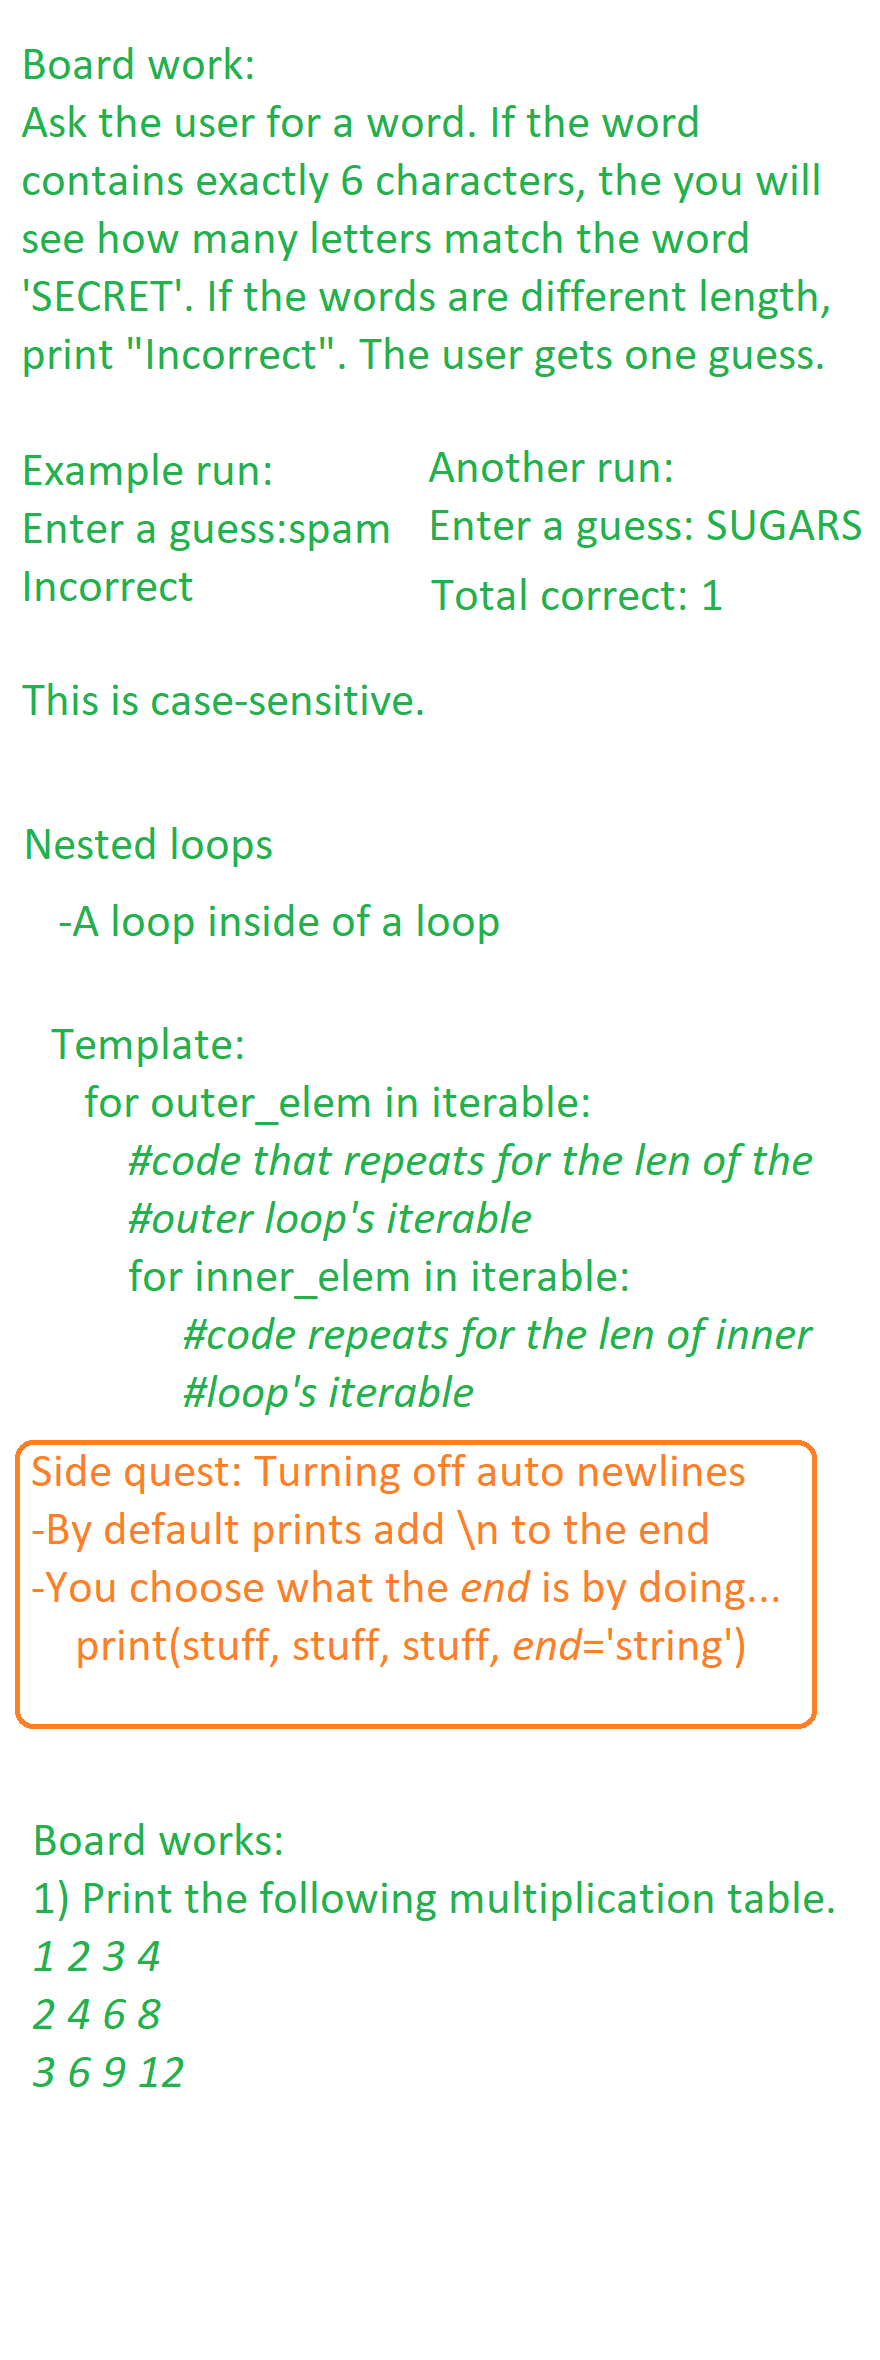 Board work:
Ask the user for a word. If the word
contains exactly 6 characters, the you will
see how many letters match the word
'SECRET'. If the words are different length,
print "Incorrect". The user gets one guess.
Example run:
Enter a guess:spam
Incorrect
Another run:
Enter a guess: SUGARS
Total correct: 1
This is case-sensitive.
Nested loops
-A loop inside of a loop
Template:
for outer_elem in iterable:
#code that repeats for the len of the
#outer loop's iterable
for inner_elem in iterable:
#code repeats for the len of inner
#loop's iterable
Side quest: Turning off auto newlines
-By default prints add \n to the end
-You choose what the end is by doing...
print(stuff, stuff, stuff, end='string')
Board works:
1) Print the following multiplication table.
1 2 3 4
2 4 6 8
3 6 9 12